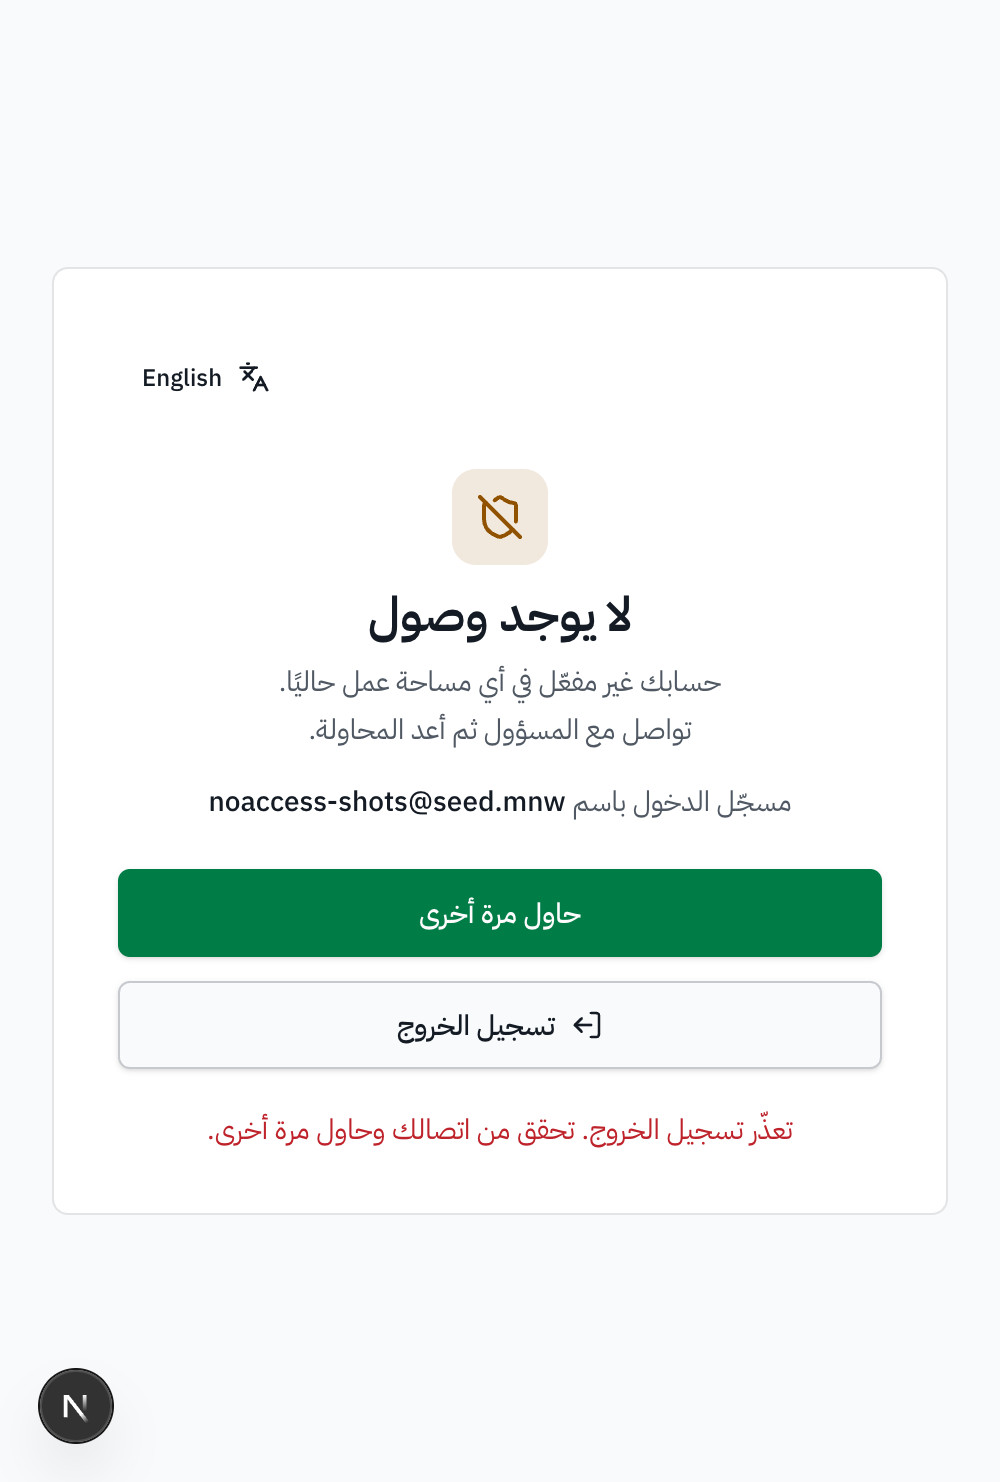 English
لا يوجد وصول
حسابك غير مفعّل في أي مساحة عمل حاليًا.
تواصل مع المسؤول ثم أعد المحاولة.
مسجّل الدخول باسم noaccess-shots@seed.mnw
حاول مرة أخرى
تسجيل الخروج
تعذّر تسجيل الخروج. تحقق من اتصالك وحاول مرة أخرى.
N